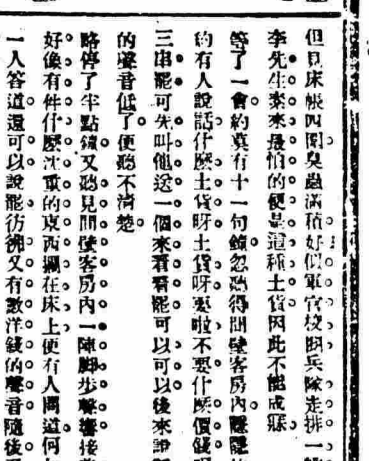 但見床帳四圍臭蟲滿積好似軍官校閱兵隊走排一
李先生素來最怕的便是這種土貨因此不能成寐。
等了一會約莫有十一句鐘忽聽得間壁客房內隱隱
約有人說話什麼土貨呀土貨呀要啦不要什麼價錢
三串罷可先叫他送一個來看看罷可以可以後來說
的聲音低了便聽不清楚。
略停了半點鐘又聽見間壁客房內一陣脚步聲響接
好像有件什麼沈重的東西擱在床上便有人問道何
一人答道還可以說罷彷彿又有數洋錢的聲音隨後